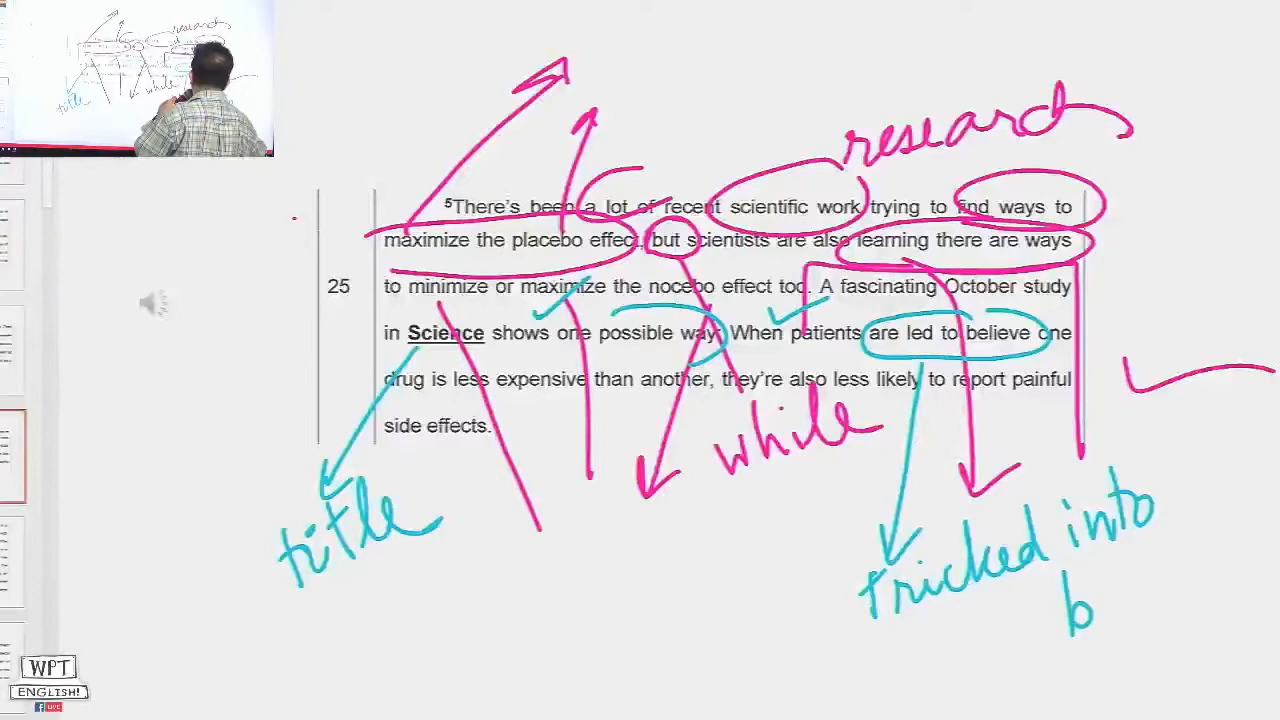 research
⁵There's been a lot of recent scientific work trying to find ways to
maximize the placebo effect, but scientists are also learning there are ways
25 to minimize or maximize the nocebo effect too. A fascinating October study
in Science shows one possible way: When patients are led to believe one
drug is less expensive than another, they're also less likely to report painful
side effects.
while
title
tricked into
b
WPT
ENGLISH!
f LIVE